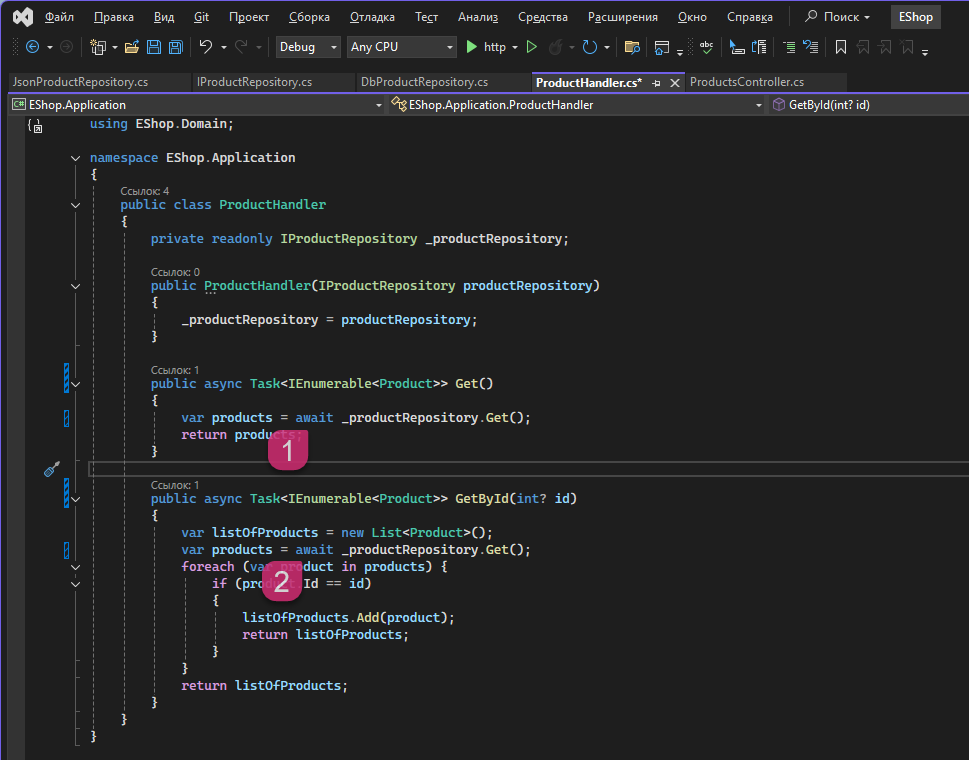 Файл Правка Вид Git Проект Сборка Отладка Тест Анализ Средства Расширения Окно Справка Поиск EShop
Debug Any CPU http abc
JsonProductRepository.cs IProductRepository.cs DbProductRepository.cs ProductHandler.cs* ProductsController.cs
C# EShop.Application EShop.Application.ProductHandler GetById(int? id)
using EShop.Domain;
namespace EShop.Application
{
Ссылок: 4
public class ProductHandler
{
private readonly IProductRepository _productRepository;
Ссылок: 0
public ProductHandler(IProductRepository productRepository)
{
_productRepository = productRepository;
}
Ссылок: 1
public async Task<IEnumerable<Product>> Get()
{
var products = await _productRepository.Get();
return products;
}
1
Ссылок: 1
public async Task<IEnumerable<Product>> GetById(int? id)
{
var listOfProducts = new List<Product>();
var products = await _productRepository.Get();
foreach (var product in products) {
2
if (product.Id == id)
{
listOfProducts.Add(product);
return listOfProducts;
}
}
return listOfProducts;
}
}
}